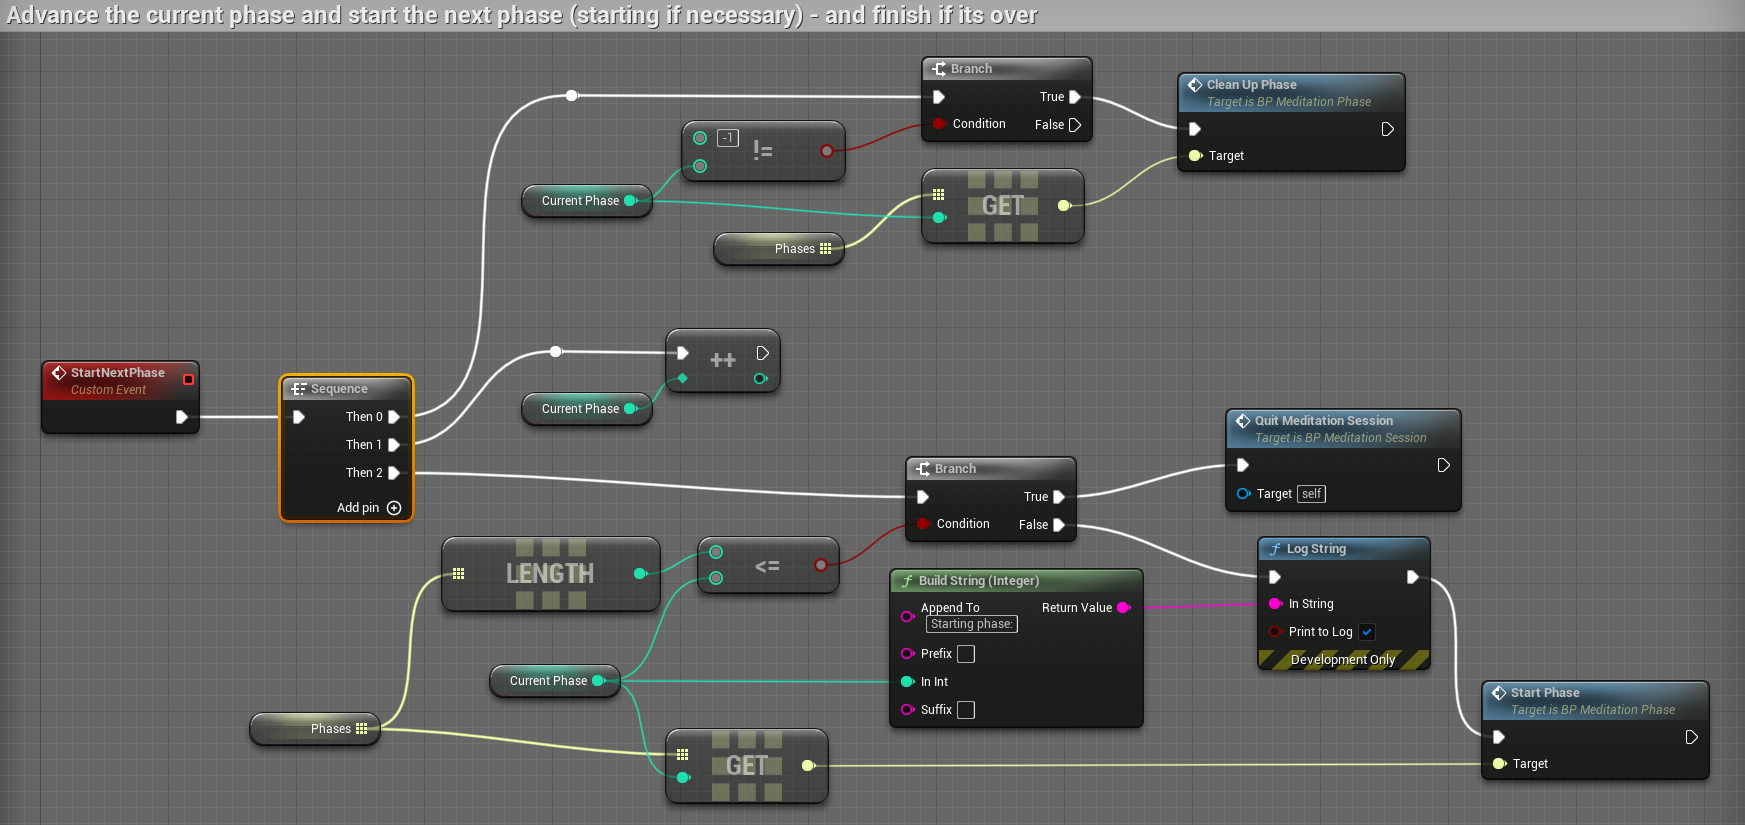 Advance the current phase and start the next phase (starting if necessary) - and finish if its over
Branch
True
Condition
False
Clean Up Phase
Target is BP Meditation Phase
Target
-1
!=
Current Phase
GET
Phases
StartNextPhase
Custom Event
Sequence
Then 0
Then 1
Then 2
Add pin
++
Current Phase
Branch
True
Condition
False
Quit Meditation Session
Target is BP Meditation Session
Target self
LENGTH
<=
Build String (Integer)
Append To
Starting phase:
Return Value
Prefix
In Int
Suffix
Log String
In String
Print to Log
Development Only
Current Phase
Phases
GET
Start Phase
Target is BP Meditation Phase
Target